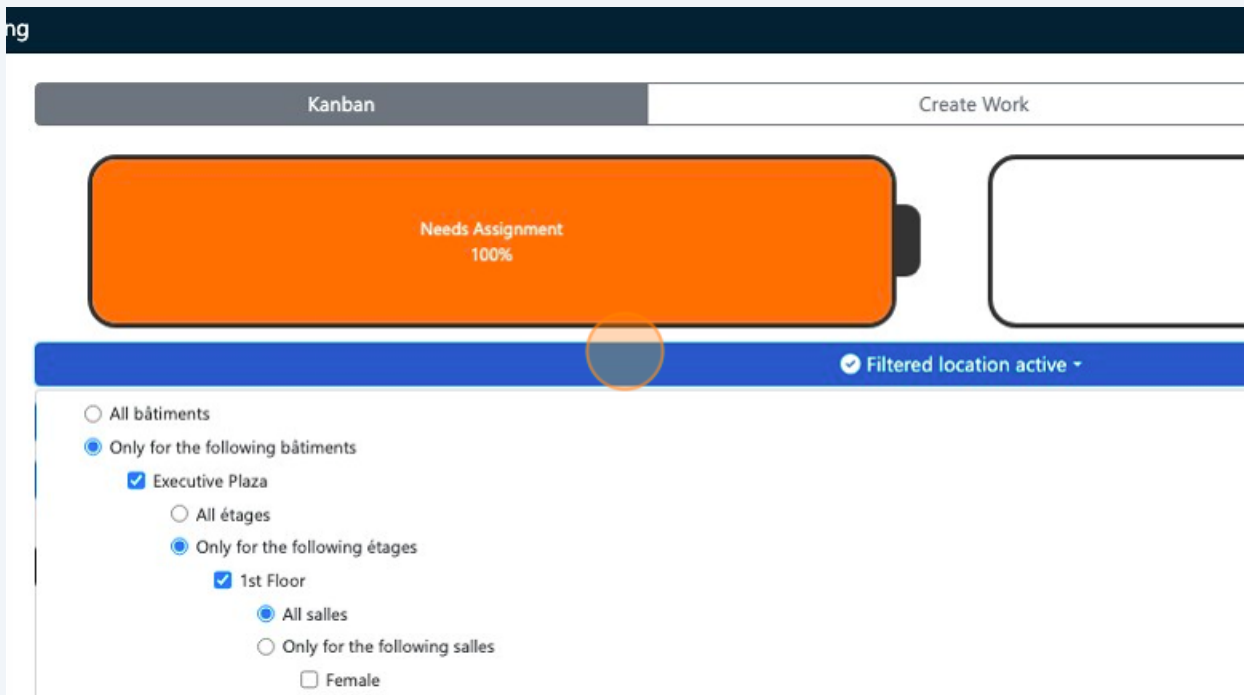 ng
Kanban
Create Work
Needs Assignment
100%
Filtered location active
All bâtiments
Only for the following bâtiments
Executive Plaza
All étages
Only for the following étages
1st Floor
All salles
Only for the following salles
Female